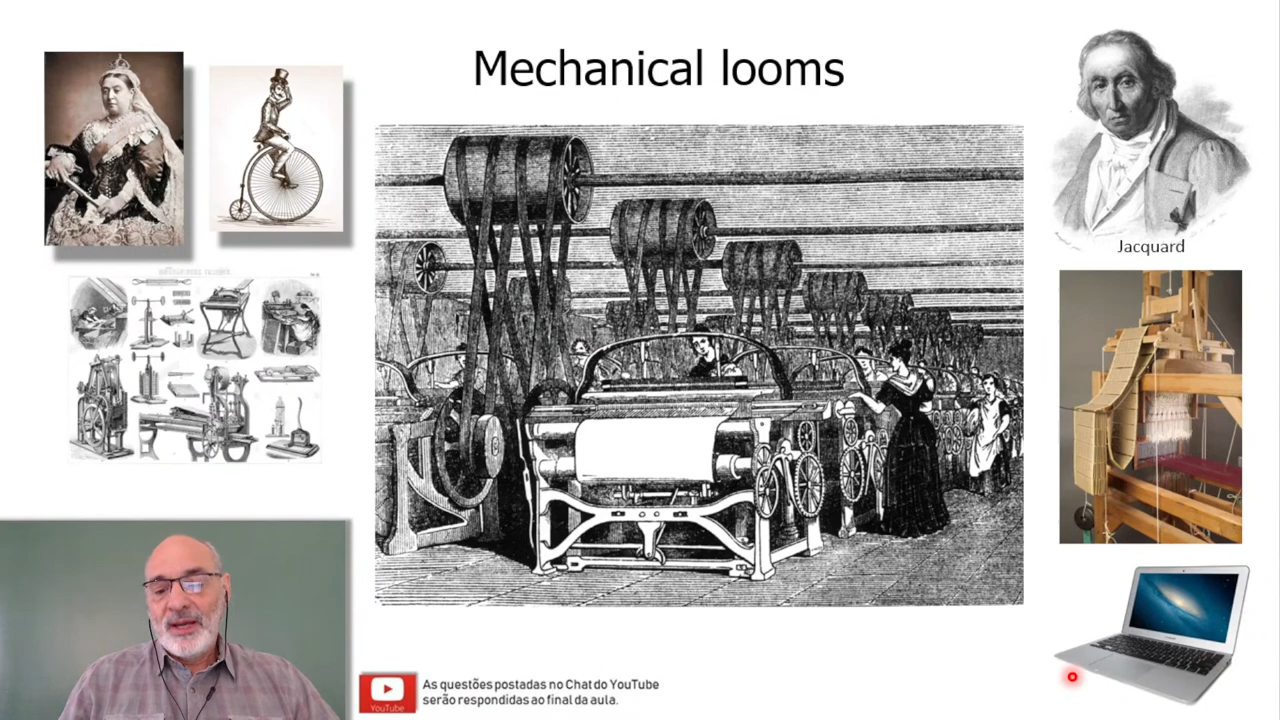 Mechanical looms
Jacquard
YouTube
As questões postadas no Chat do YouTube
serão respondidas ao final da aula.